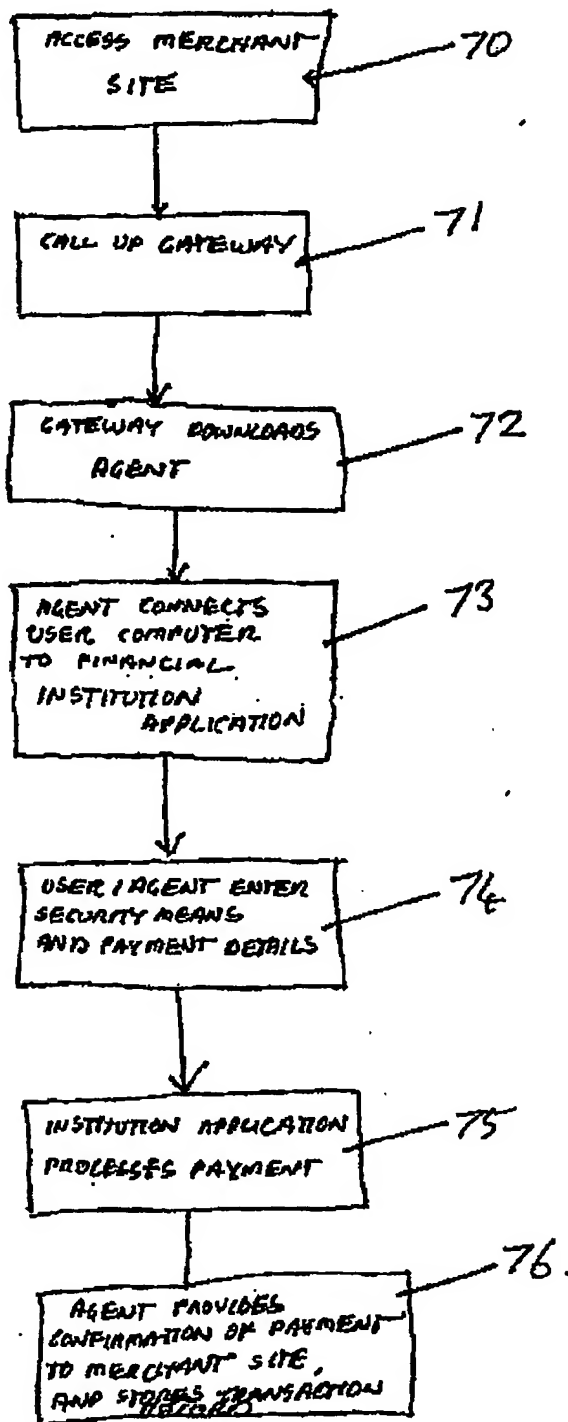 ACCESS MERCHANT
SITE
70
CALL UP GATEWAY
71
GATEWAY DOWNLOADS
AGENT
72
AGENT CONNECTS
USER COMPUTER
TO FINANCIAL
INSTITUTION
APPLICATION
73
USER / AGENT ENTER
SECURITY MEANS
AND PAYMENT DETAILS
74
INSTITUTION APPLICATION
PROCESSES PAYMENT
75
AGENT PROVIDES
CONFIRMATION OF PAYMENT
TO MERCHANT SITE,
AND STORES TRANSACTION
RECORD
76.